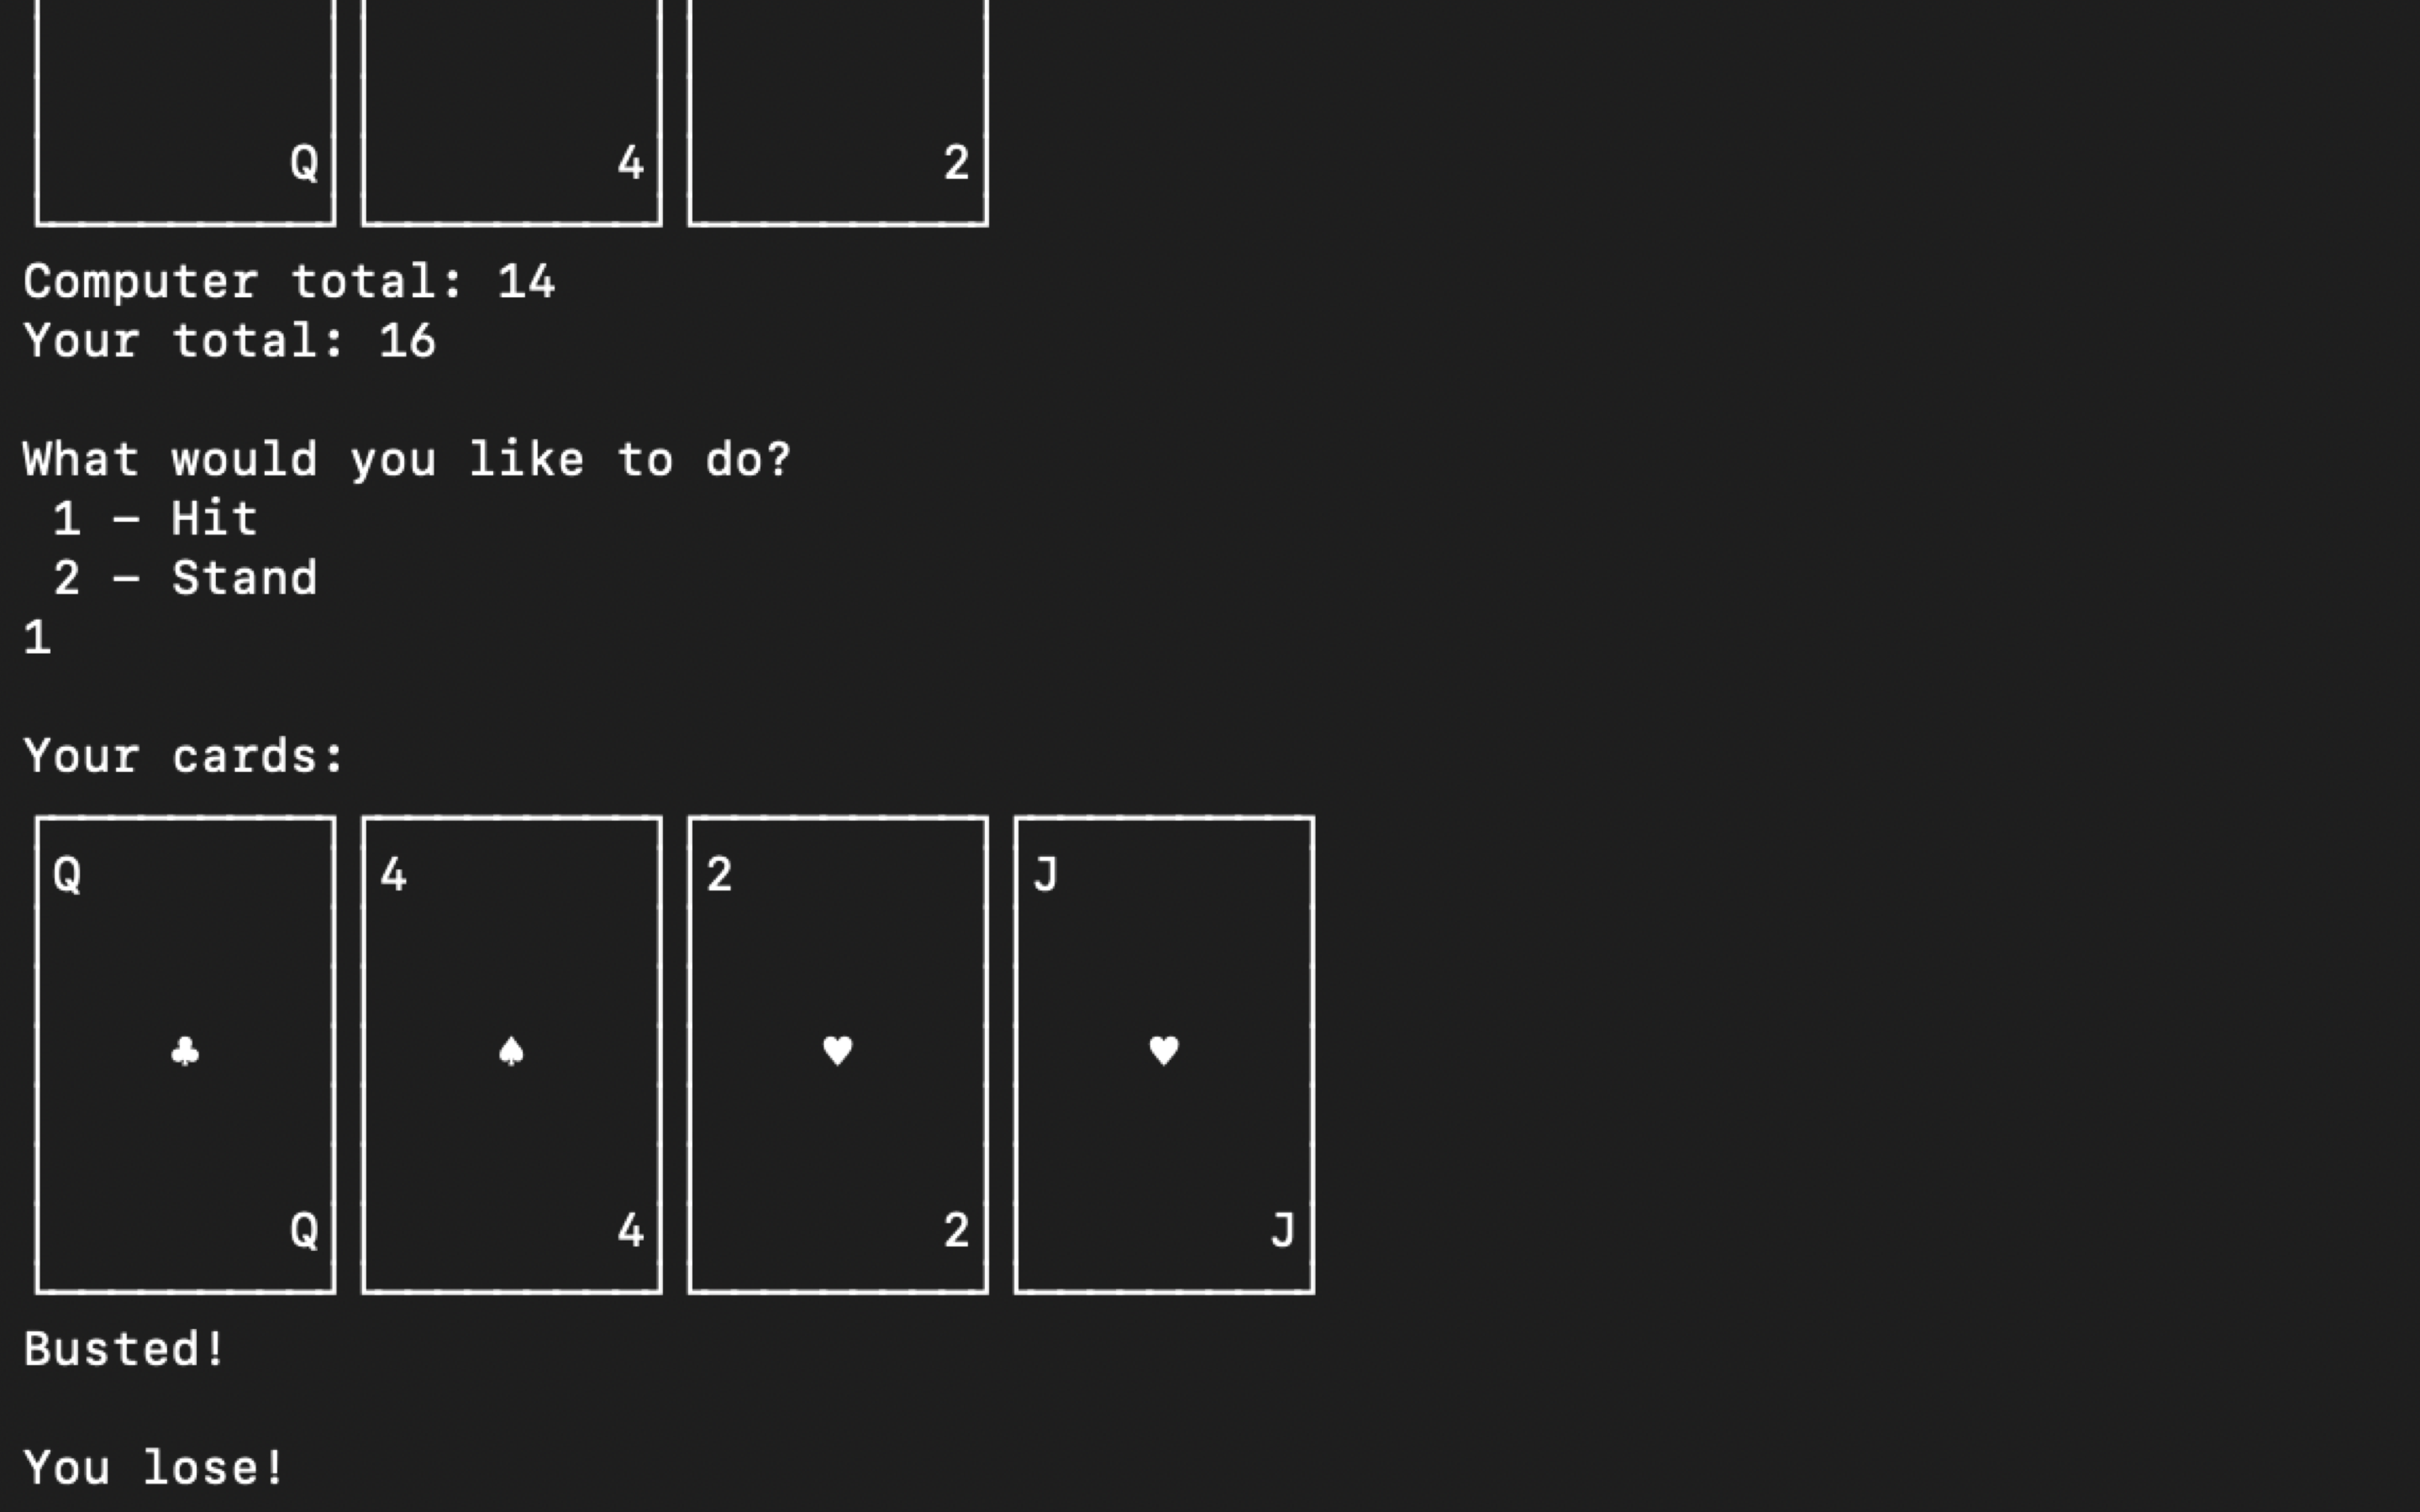 Q 4 2
Computer total: 14
Your total: 16
What would you like to do?
1 – Hit
2 – Stand
1
Your cards:
Q 4 2 J
♣ ♠ ♥ ♥
Q 4 2 J
Busted!
You lose!